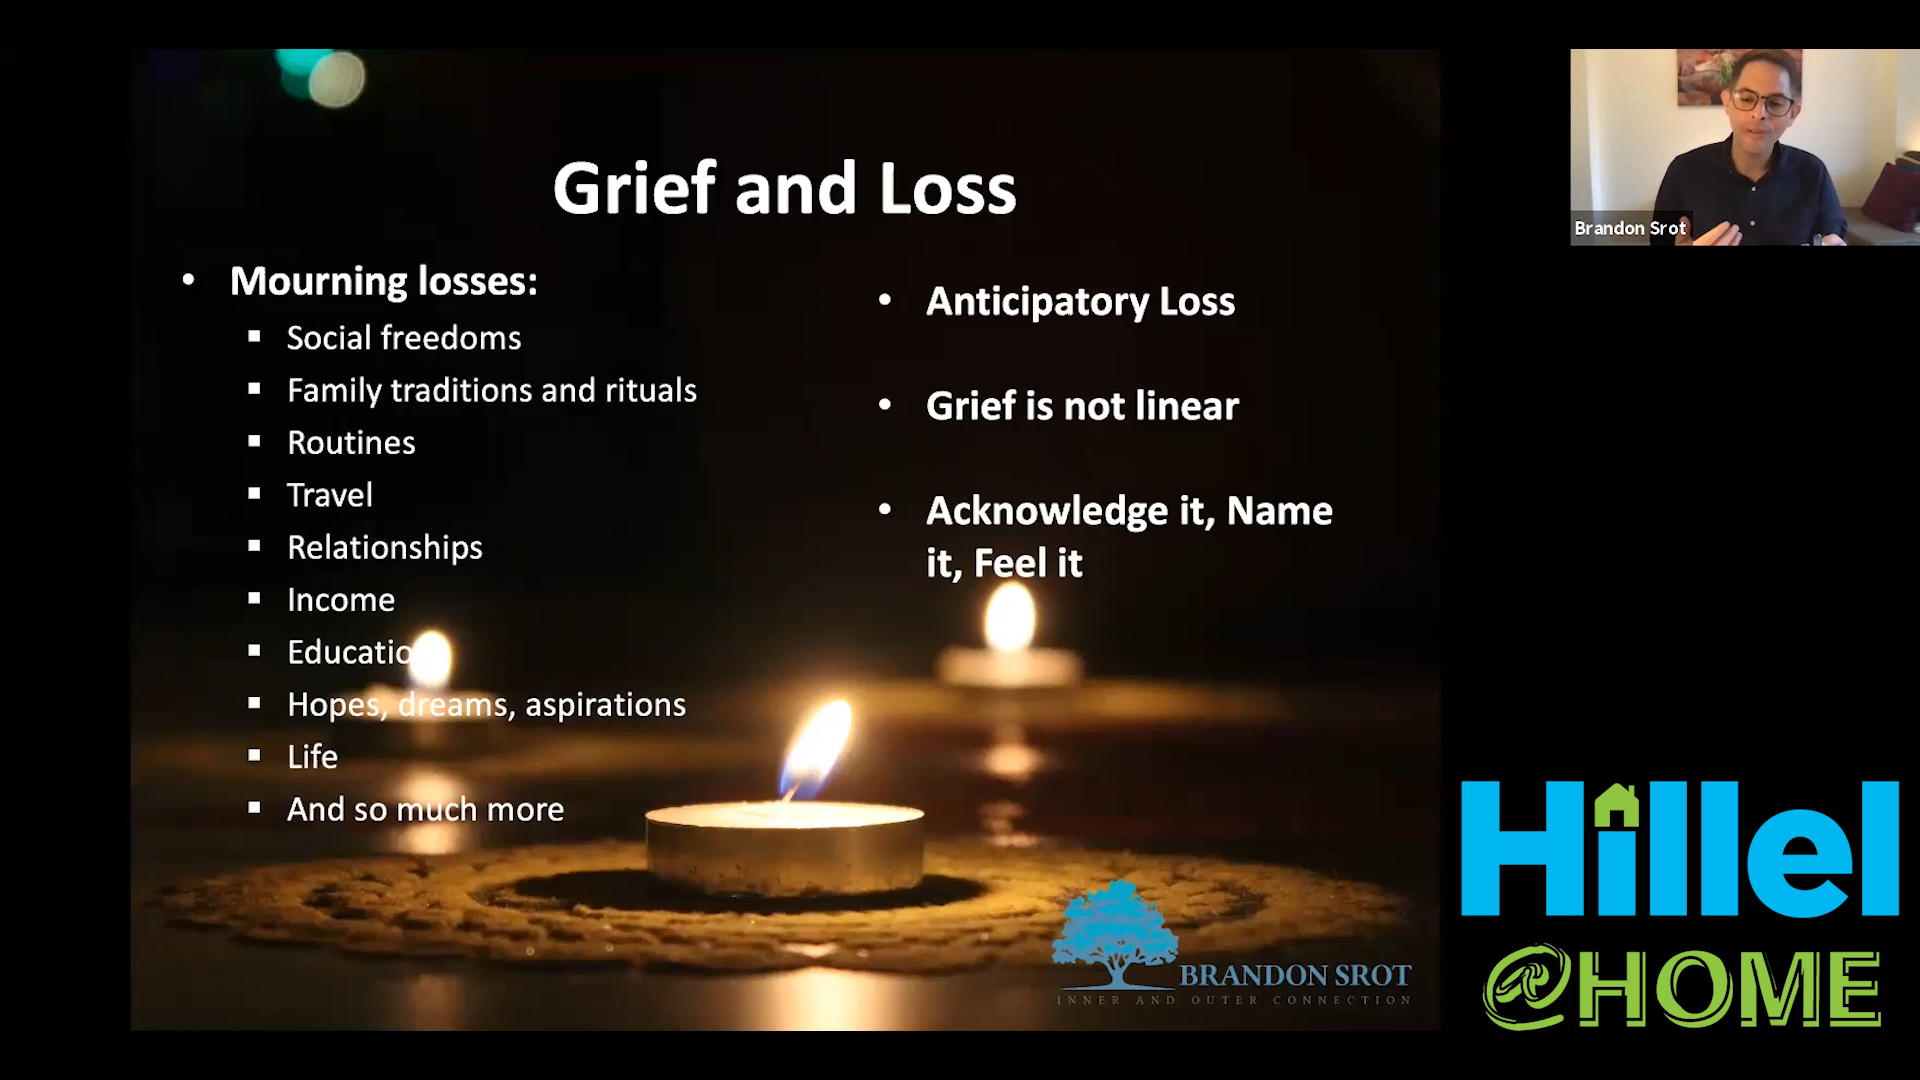 Grief and Loss
• Mourning losses:
▪ Social freedoms
▪ Family traditions and rituals
▪ Routines
▪ Travel
▪ Relationships
▪ Income
▪ Education
▪ Hopes, dreams, aspirations
▪ Life
▪ And so much more
• Anticipatory Loss
• Grief is not linear
• Acknowledge it, Name
it, Feel it
BRANDON SROT
INNER AND OUTER CONNECTION
Brandon Srot
Hillel
@HOME